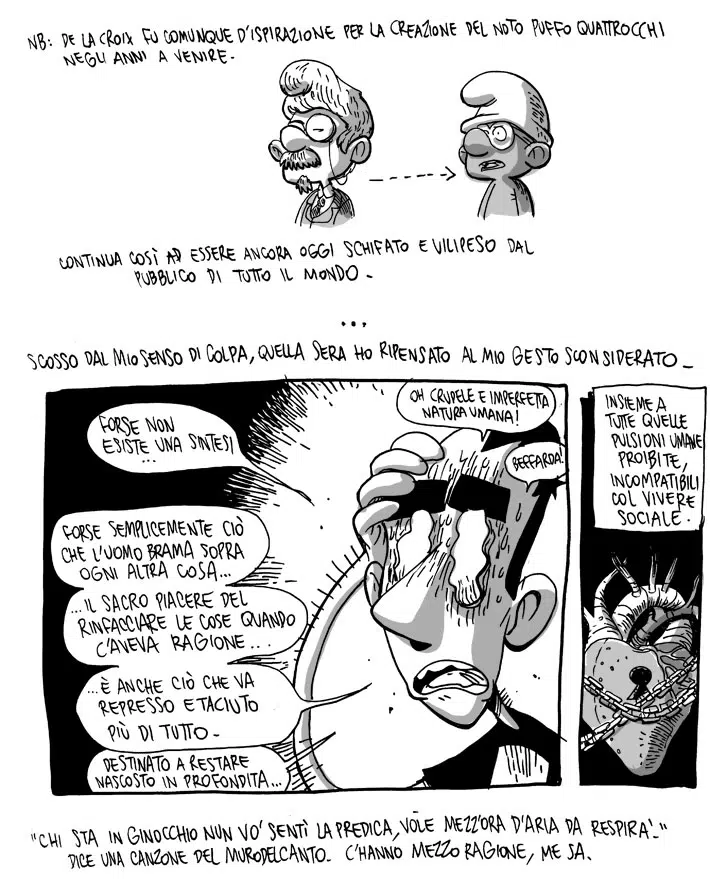 NB: DE LA CROIX FU COMUNQUE D'ISPIRAZIONE PER LA CREAZIONE DEL NOTO PUFFO QUATTROCCHI
NEGLI ANNI A VENIRE.
CONTINUA COSÌ AD ESSERE ANCORA OGGI SCHIFATO E VILIPESO DAL
PUBBLICO DI TUTTO IL MONDO.
...
SCOSSO DAL MIO SENSO DI COLPA, QUELLA SERA HO RIPENSATO AL MIO GESTO SCONSIDERATO.
FORSE NON
ESISTE UNA SINTESI
...
OH CRUDELE E IMPERFETTA
NATURA UMANA!
BEFFARDA!
FORSE SEMPLICEMENTE CIÒ
CHE L'UOMO BRAMA SOPRA
OGNI ALTRA COSA...
...IL SACRO PIACERE DEL
RINFACCIARE LE COSE QUANDO
C'AVEVA RAGIONE...
...È ANCHE CIÒ CHE VA
REPRESSO E TACIUTO
PIÙ DI TUTTO.
DESTINATO A RESTARE
NASCOSTO IN PROFONDITA...
INSIEME A
TUTTE QUELLE
PULSIONI UMANE
PROIBITE,
INCOMPATIBILI
COL VIVERE
SOCIALE.
"CHI STA IN GINOCCHIO NUN VO' SENTÌ LA PREDICA, VÒLE MEZZ'ORA D'ARIA DA RESPIRA'."
DICE UNA CANZONE DEL MURODELCANTO. C'HANNO MEZZO RAGIONE, ME SA.